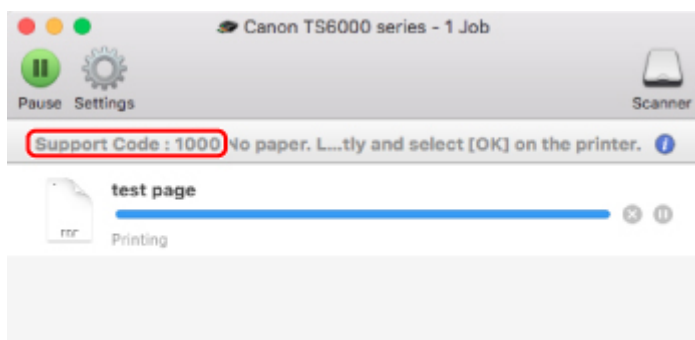 Canon TS6000 series - 1 Job
Pause Settings Scanner
Support Code : 1000 No paper. L...tly and select [OK] on the printer.
test page
Printing